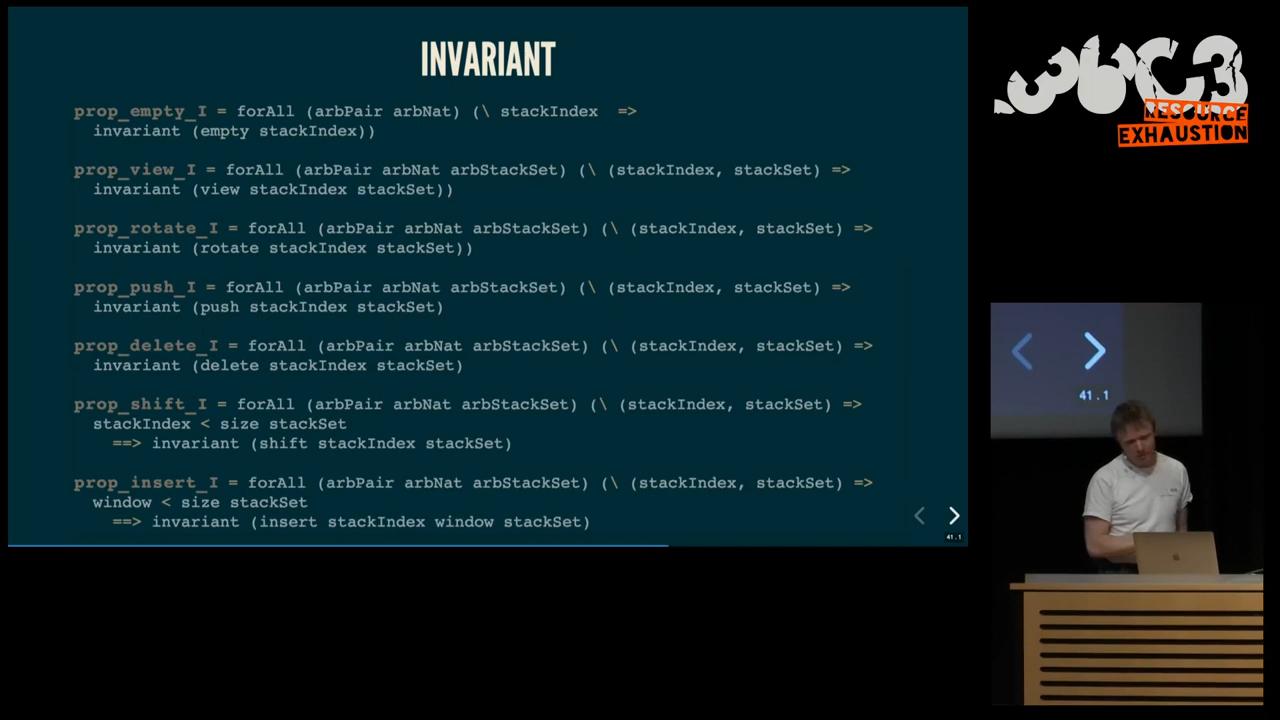 INVARIANT
prop_empty_I = forAll (arbPair arbNat) (\ stackIndex  =>
invariant (empty stackIndex))
prop_view_I = forAll (arbPair arbNat arbStackSet) (\ (stackIndex, stackSet) =>
invariant (view stackIndex stackSet))
prop_rotate_I = forAll (arbPair arbNat arbStackSet) (\ (stackIndex, stackSet) =>
invariant (rotate stackIndex stackSet))
prop_push_I = forAll (arbPair arbNat arbStackSet) (\ (stackIndex, stackSet) =>
invariant (push stackIndex stackSet)
prop_delete_I = forAll (arbPair arbNat arbStackSet) (\ (stackIndex, stackSet) =>
invariant (delete stackIndex stackSet)
prop_shift_I = forAll (arbPair arbNat arbStackSet) (\ (stackIndex, stackSet) =>
stackIndex < size stackSet
==> invariant (shift stackIndex stackSet)
prop_insert_I = forAll (arbPair arbNat arbStackSet) (\ (stackIndex, stackSet) =>
window < size stackSet
==> invariant (insert stackIndex window stackSet)
41.1
36C3
RESOURCE
EXHAUSTION
41.1